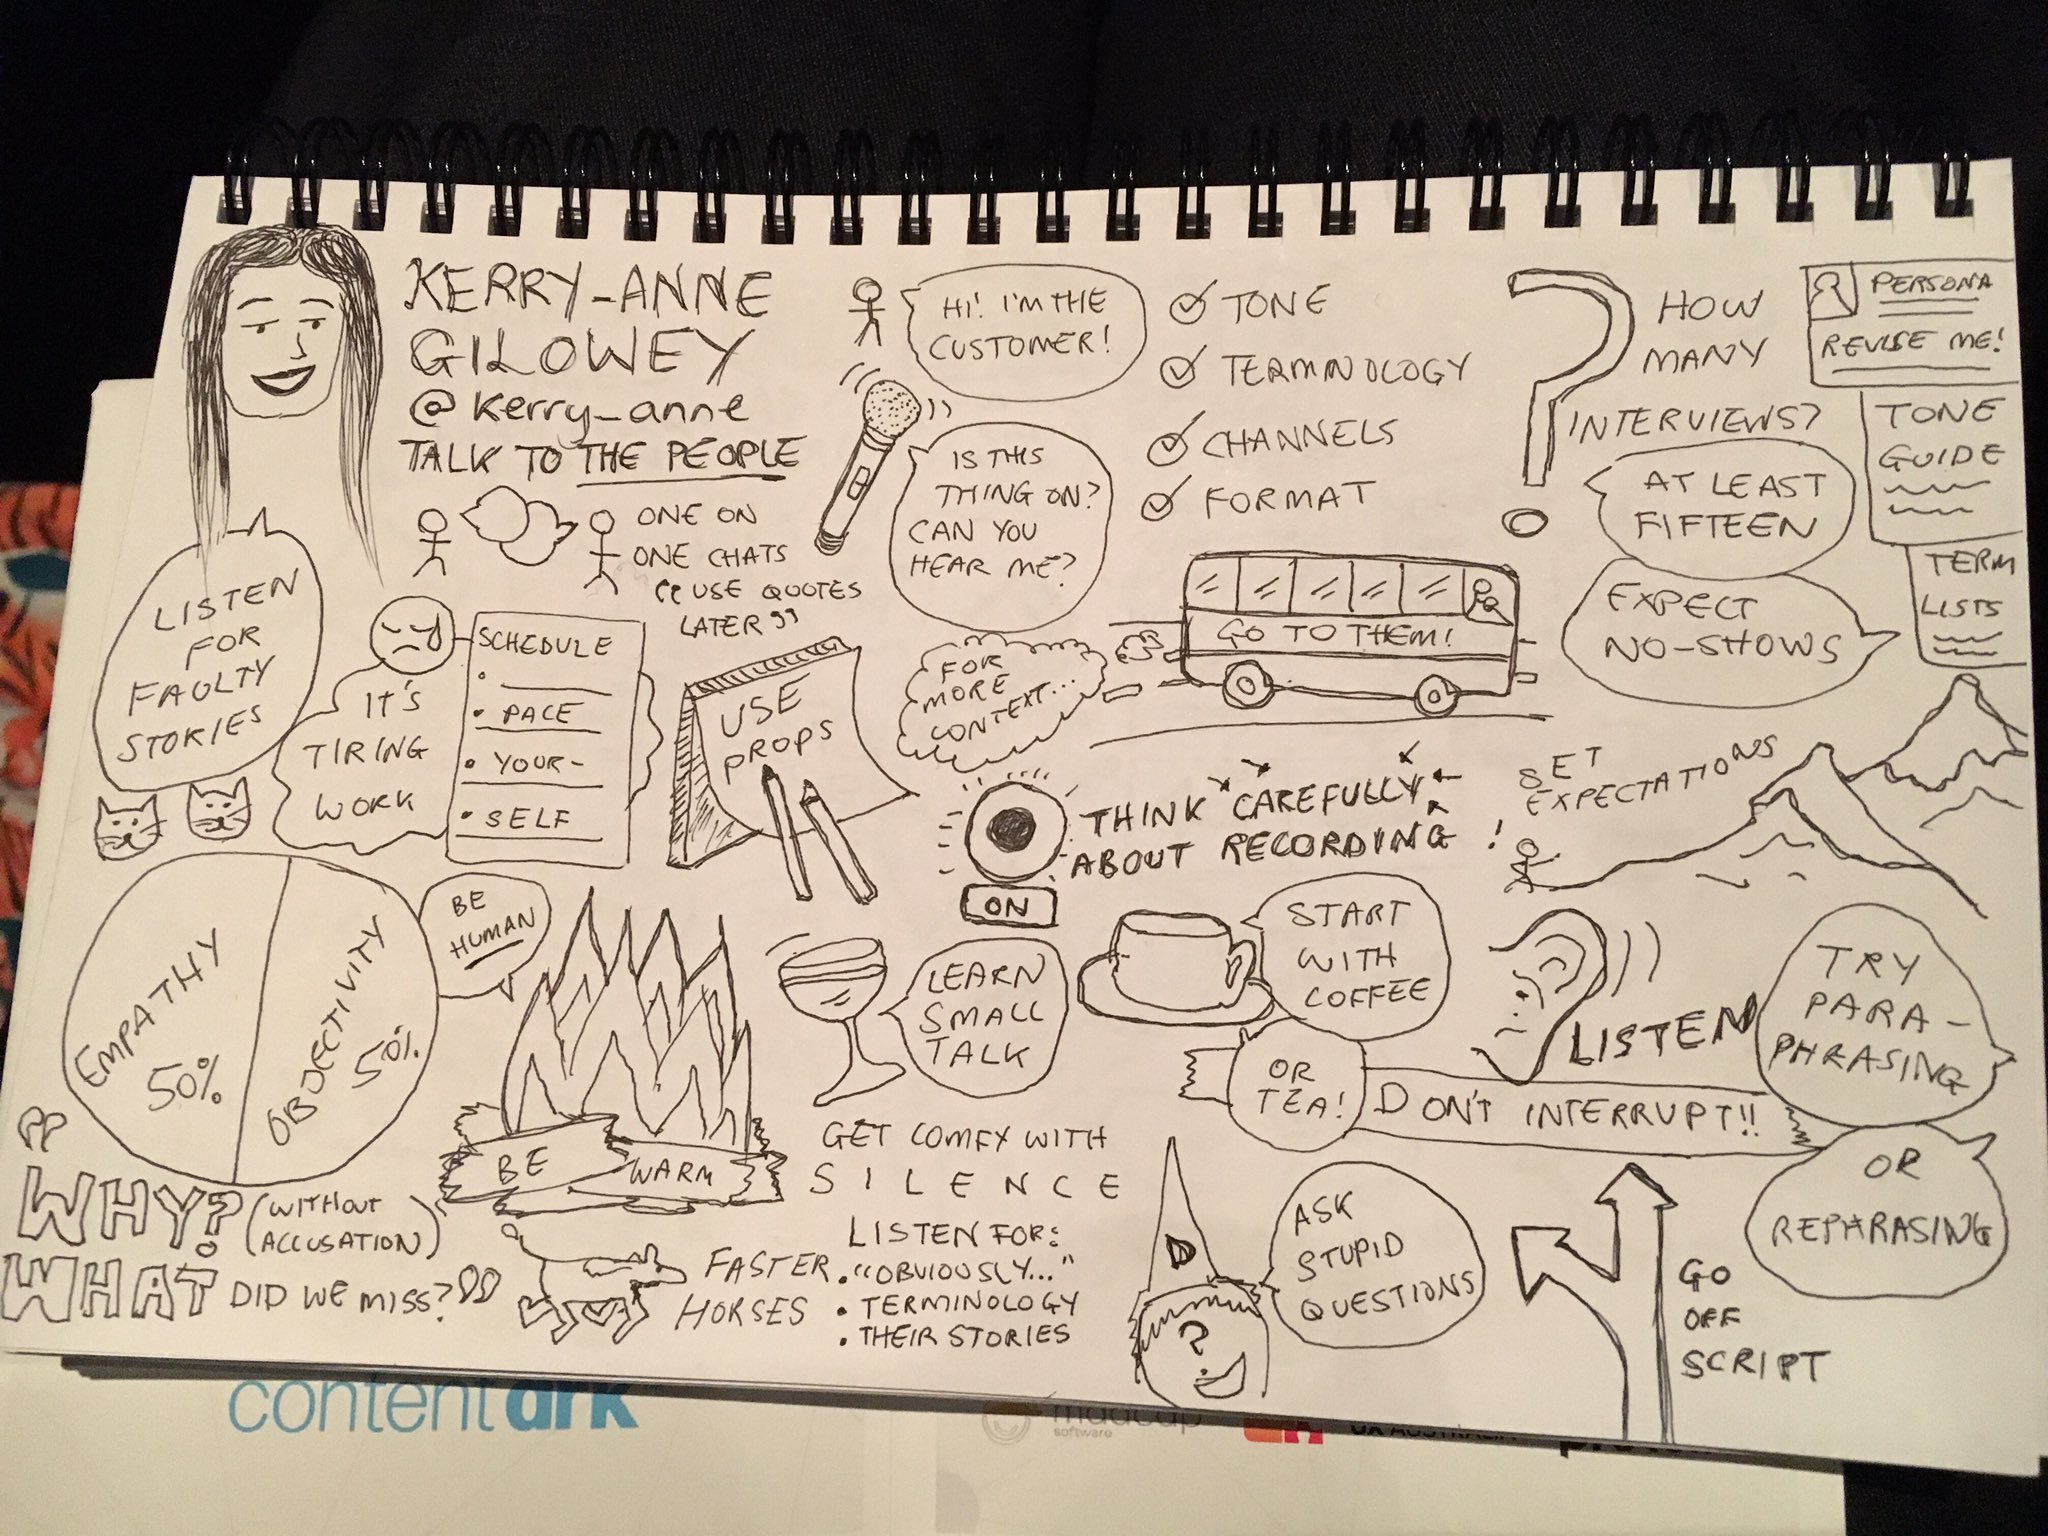 KERRY-ANNE
GILOWEY
@kerry_anne
TALK TO THE PEOPLE
ONE ON
ONE CHATS
"USE QUOTES
LATER"
LISTEN
FOR
FAULTY
STORIES
IT'S
TIRING
WORK
SCHEDULE
• PACE
• YOUR-
• SELF
HI! I'M THE
CUSTOMER!
IS THIS
THING ON?
CAN YOU
HEAR ME?
TONE
TERMINOLOGY
CHANNELS
FORMAT
HOW
MANY
INTERVIEWS?
AT LEAST
FIFTEEN
EXPECT
NO-SHOWS
PERSONA
REVISE ME!
TONE
GUIDE
TERM
LISTS
USE
PROPS
FOR
MORE
CONTEXT...
GO TO THEM!
THINK CAREFULLY
ABOUT RECORDING!
ON
SET
EXPECTATIONS
EMPATHY
50%
OBJECTIVITY
50%
BE
HUMAN
BE WARM
LEARN
SMALL
TALK
START
WITH
COFFEE
OR
TEA!
LISTEN
DON'T INTERRUPT!!
TRY
PARA-
PHRASING
OR
REPHRASING
GET COMFY WITH
SILENCE
"WHY? (WITHOUT
ACCUSATION)
WHAT DID WE MISS?"
FASTER
HORSES
LISTEN FOR:
• "OBVIOUSLY..."
• TERMINOLOGY
• THEIR STORIES
D
?
ASK
STUPID
QUESTIONS
GO
OFF
SCRIPT
contentark
madcap
software
UX AUSTRALIA